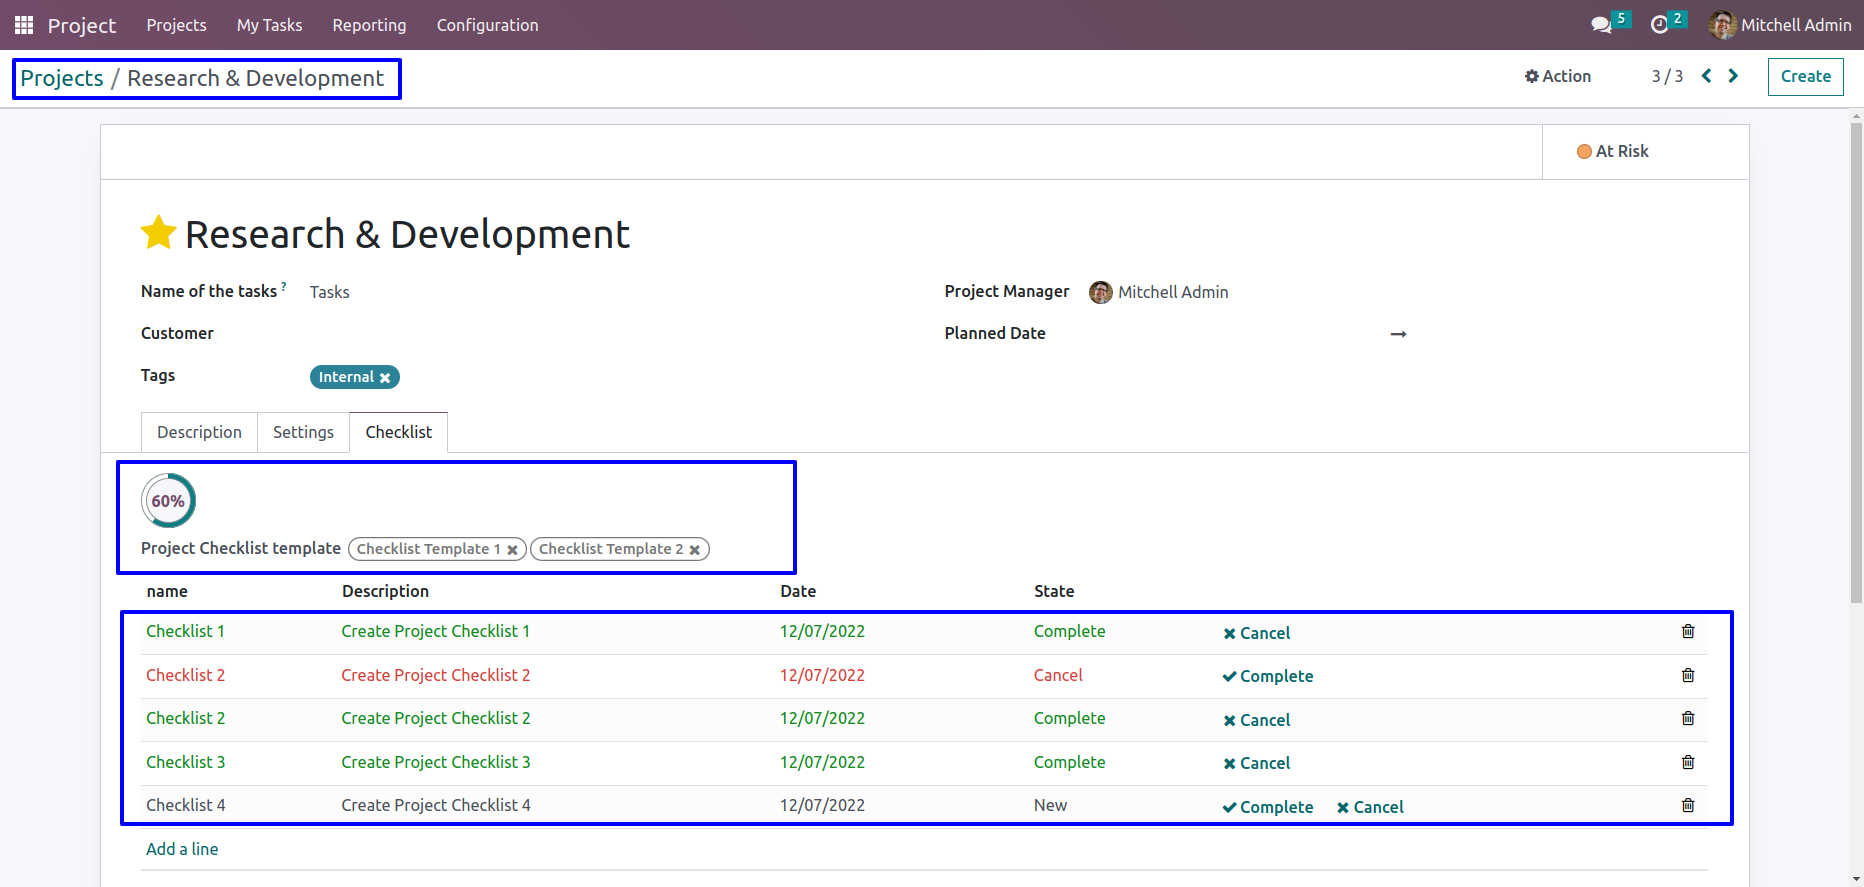 Project Projects My Tasks Reporting Configuration 5 2 Mitchell Admin
Projects / Research & Development Action 3 / 3 Create
At Risk
Research & Development
Name of the tasks ? Tasks Project Manager Mitchell Admin
Customer Planned Date
Tags Internal
Description Settings Checklist
60%
Project Checklist template Checklist Template 1 Checklist Template 2
name Description Date State
Checklist 1 Create Project Checklist 1 12/07/2022 Complete Cancel
Checklist 2 Create Project Checklist 2 12/07/2022 Cancel Complete
Checklist 2 Create Project Checklist 2 12/07/2022 Complete Cancel
Checklist 3 Create Project Checklist 3 12/07/2022 Complete Cancel
Checklist 4 Create Project Checklist 4 12/07/2022 New Complete Cancel
Add a line